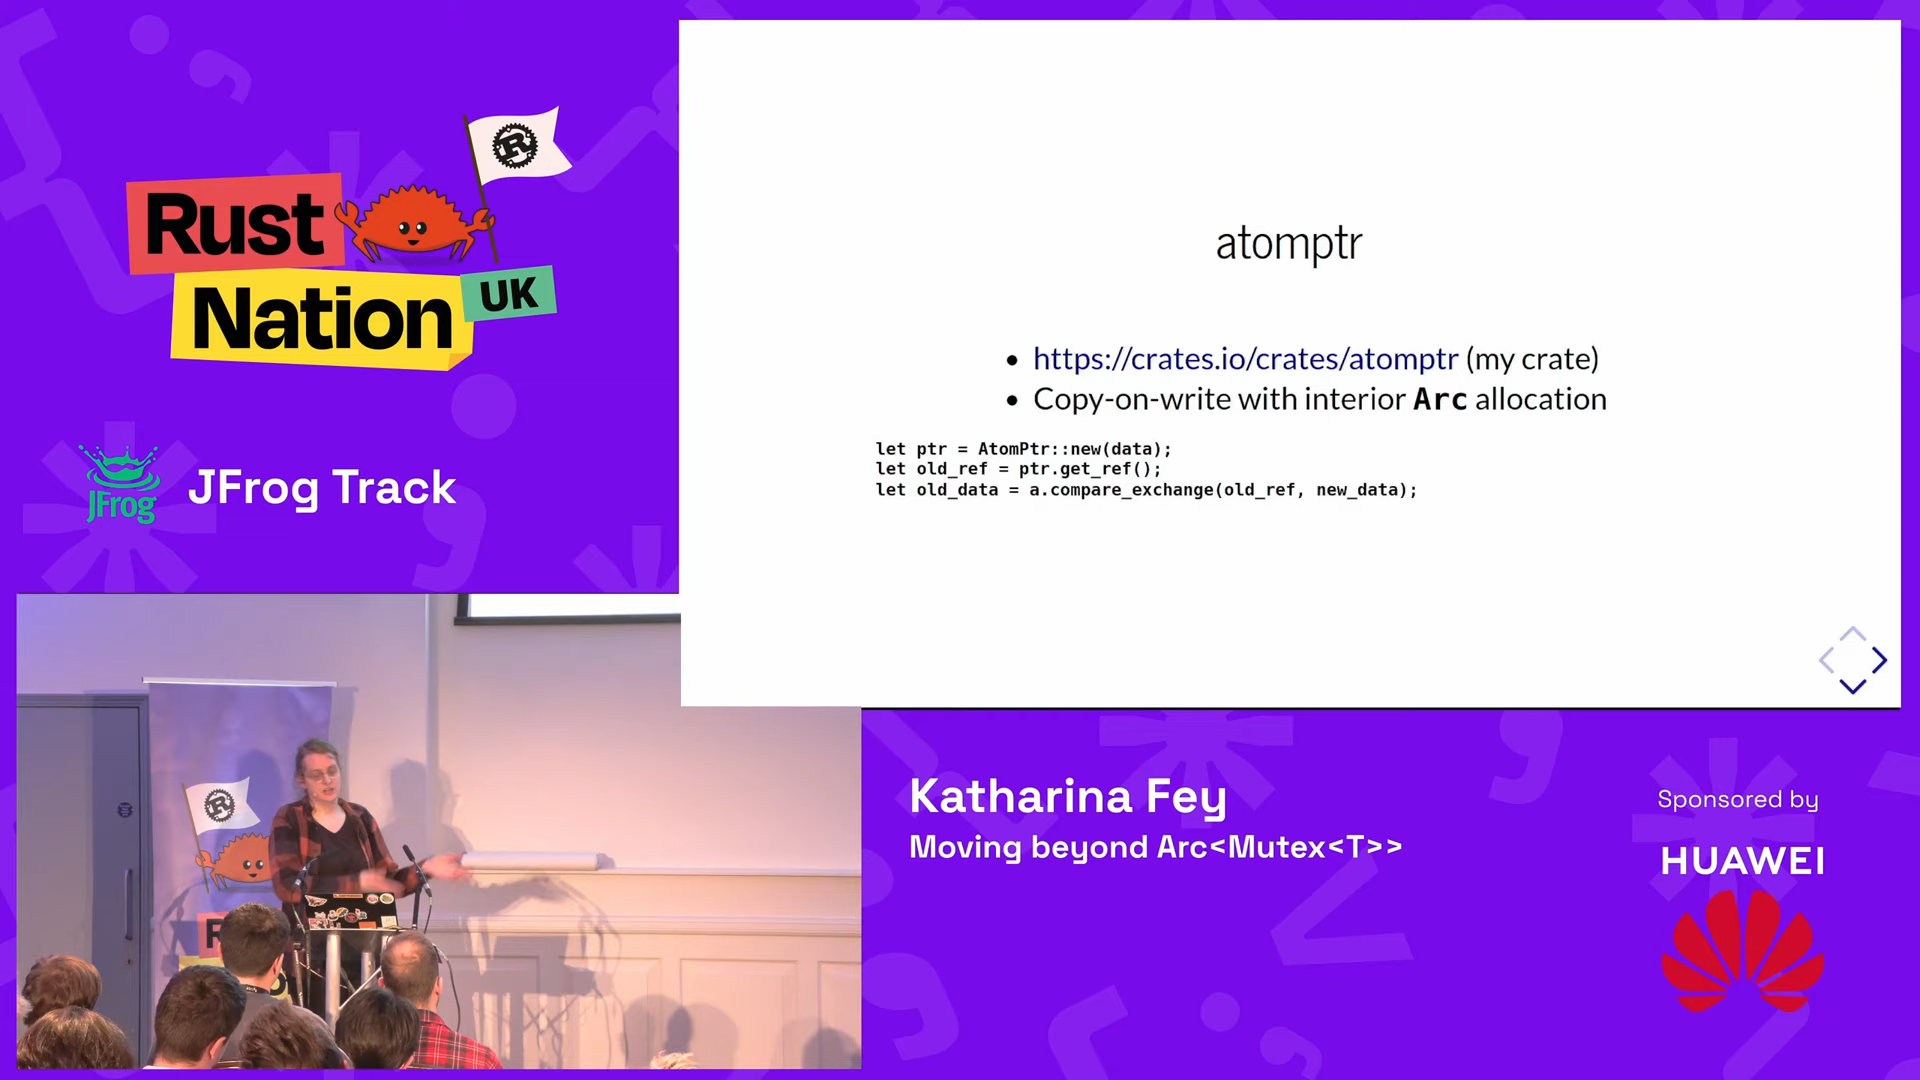 Rust
Nation
UK
R
JFrog
JFrog Track
atomptr
• https://crates.io/crates/atomptr (my crate)
• Copy-on-write with interior Arc allocation
let ptr = AtomPtr::new(data);
let old_ref = ptr.get_ref();
let old_data = a.compare_exchange(old_ref, new_data);
R
R
Katharina Fey
Moving beyond Arc<Mutex<T>>
Sponsored by
HUAWEI